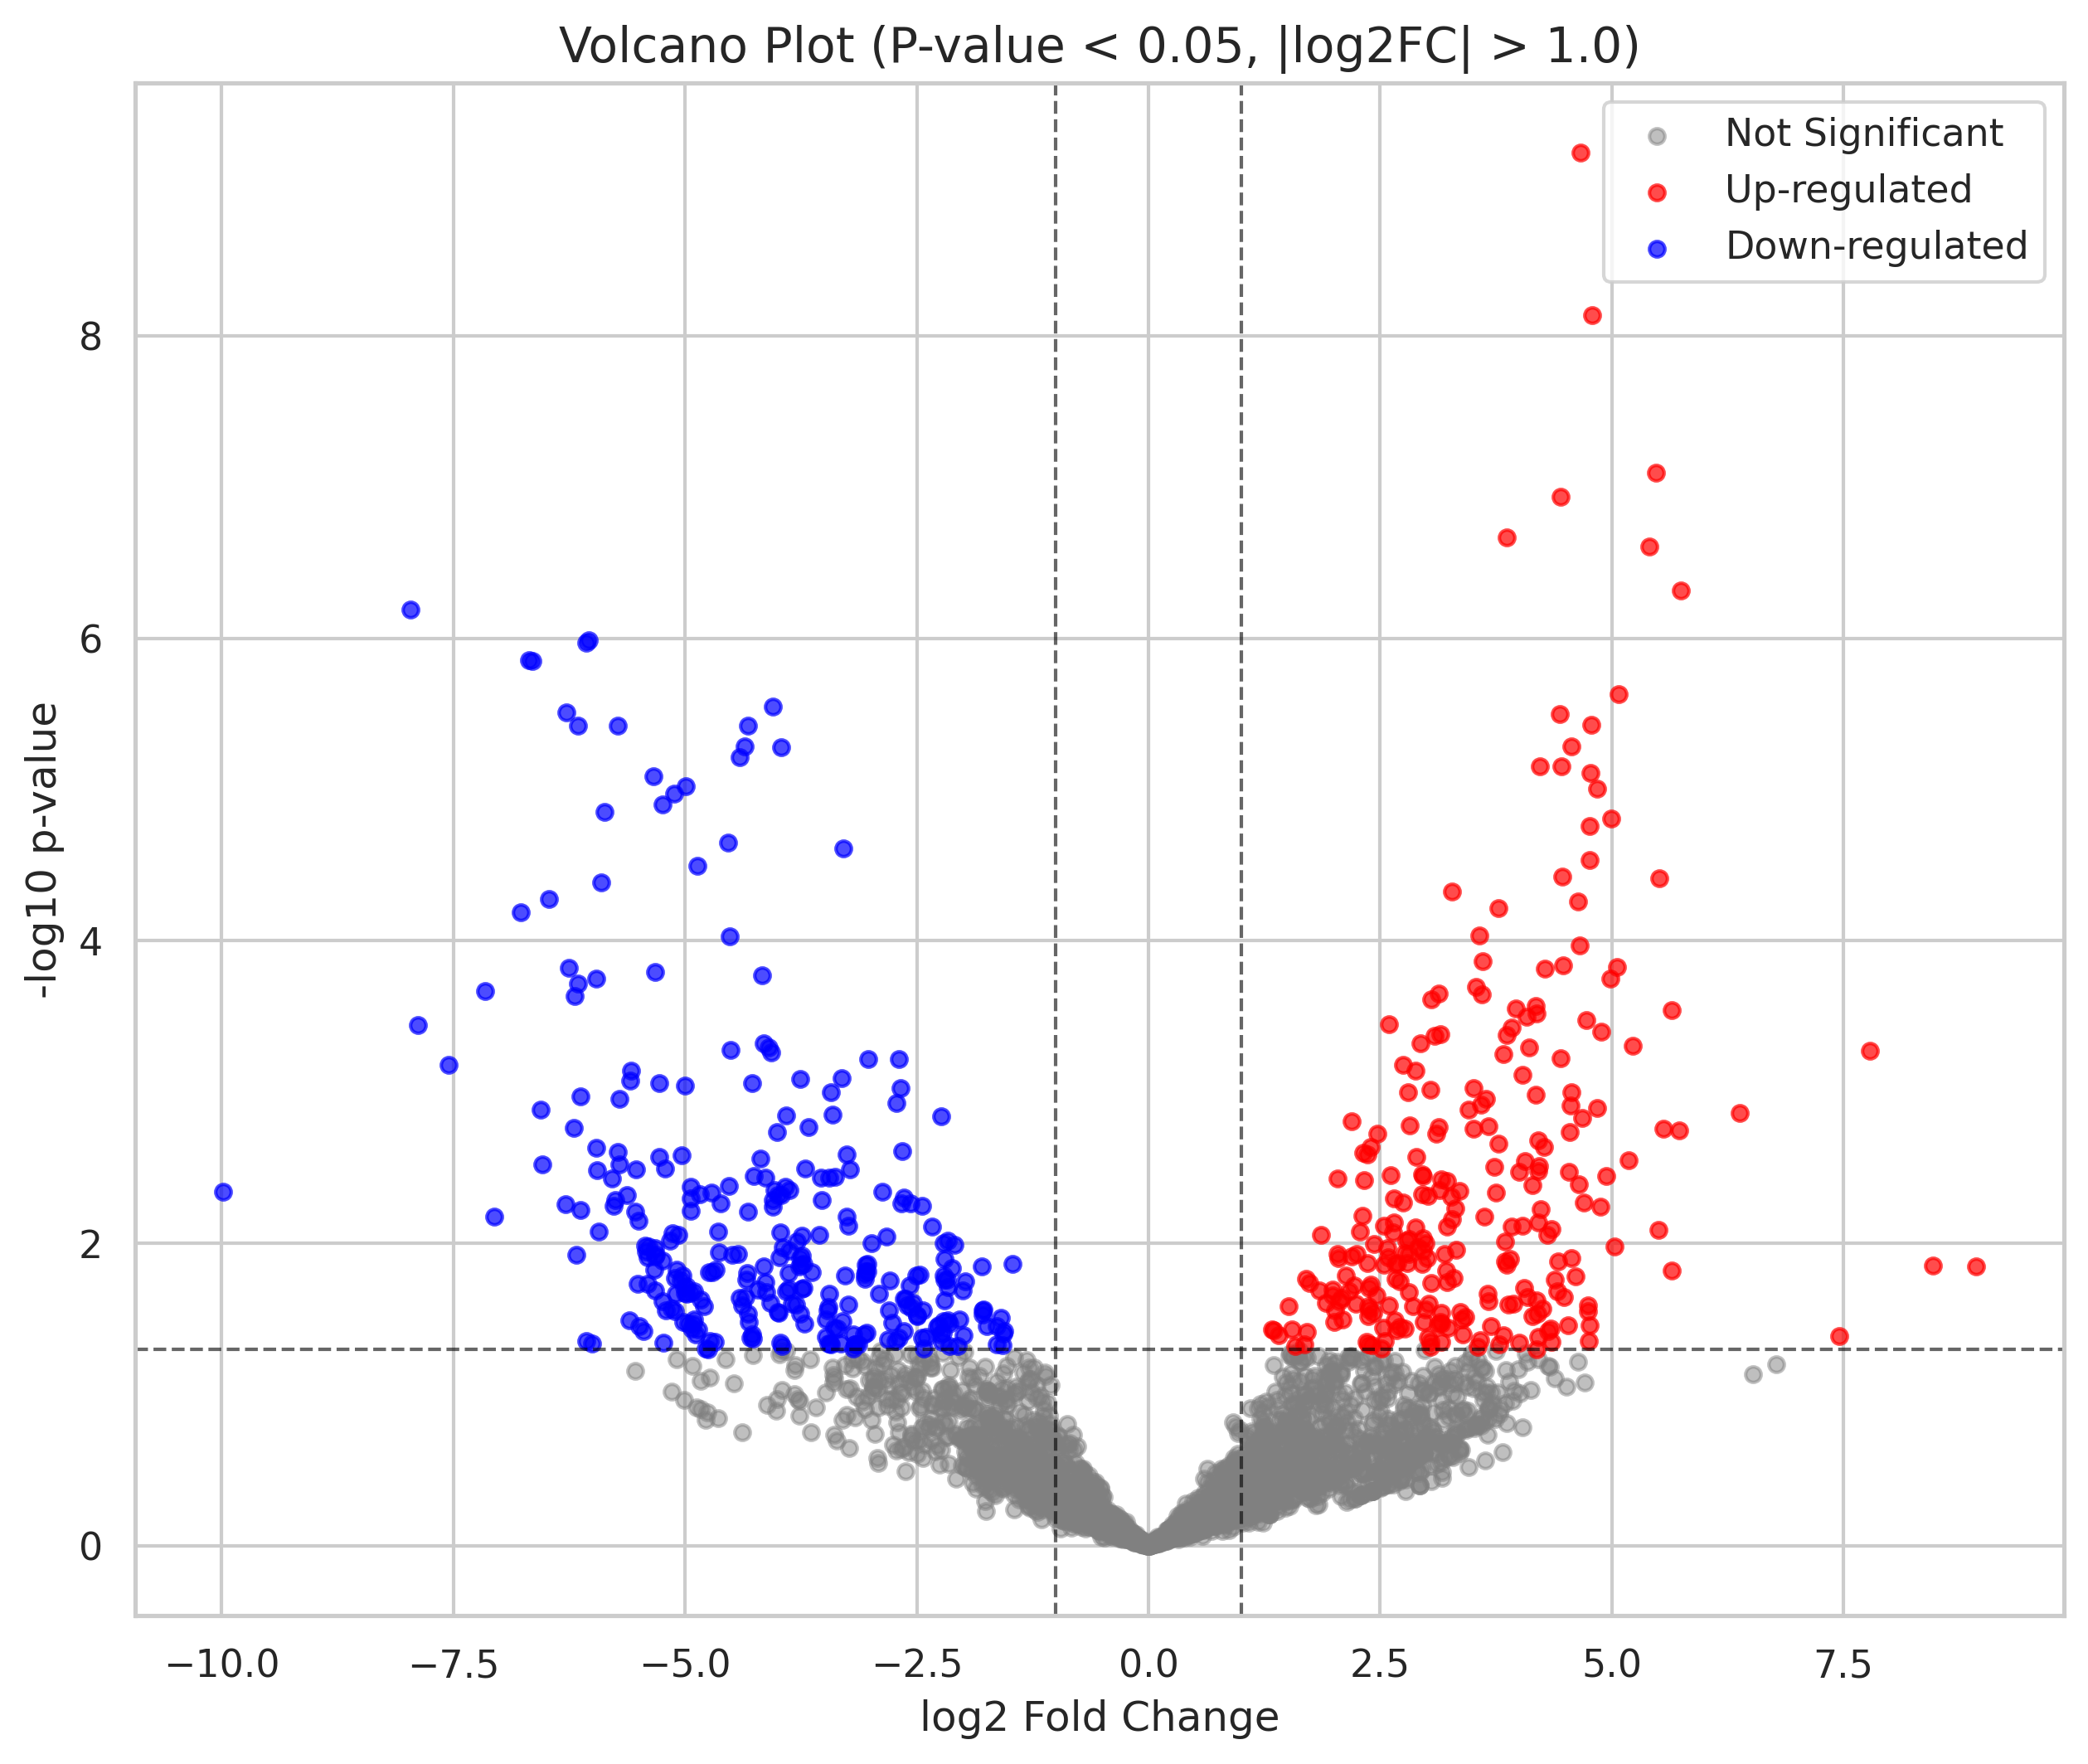 Volcano Plot (P-value < 0.05, |log2FC| > 1.0)
Not Significant
Up-regulated
Down-regulated
-log10 p-value
8
6
4
2
0
−10.0 −7.5 −5.0 −2.5 0.0 2.5 5.0 7.5
log2 Fold Change